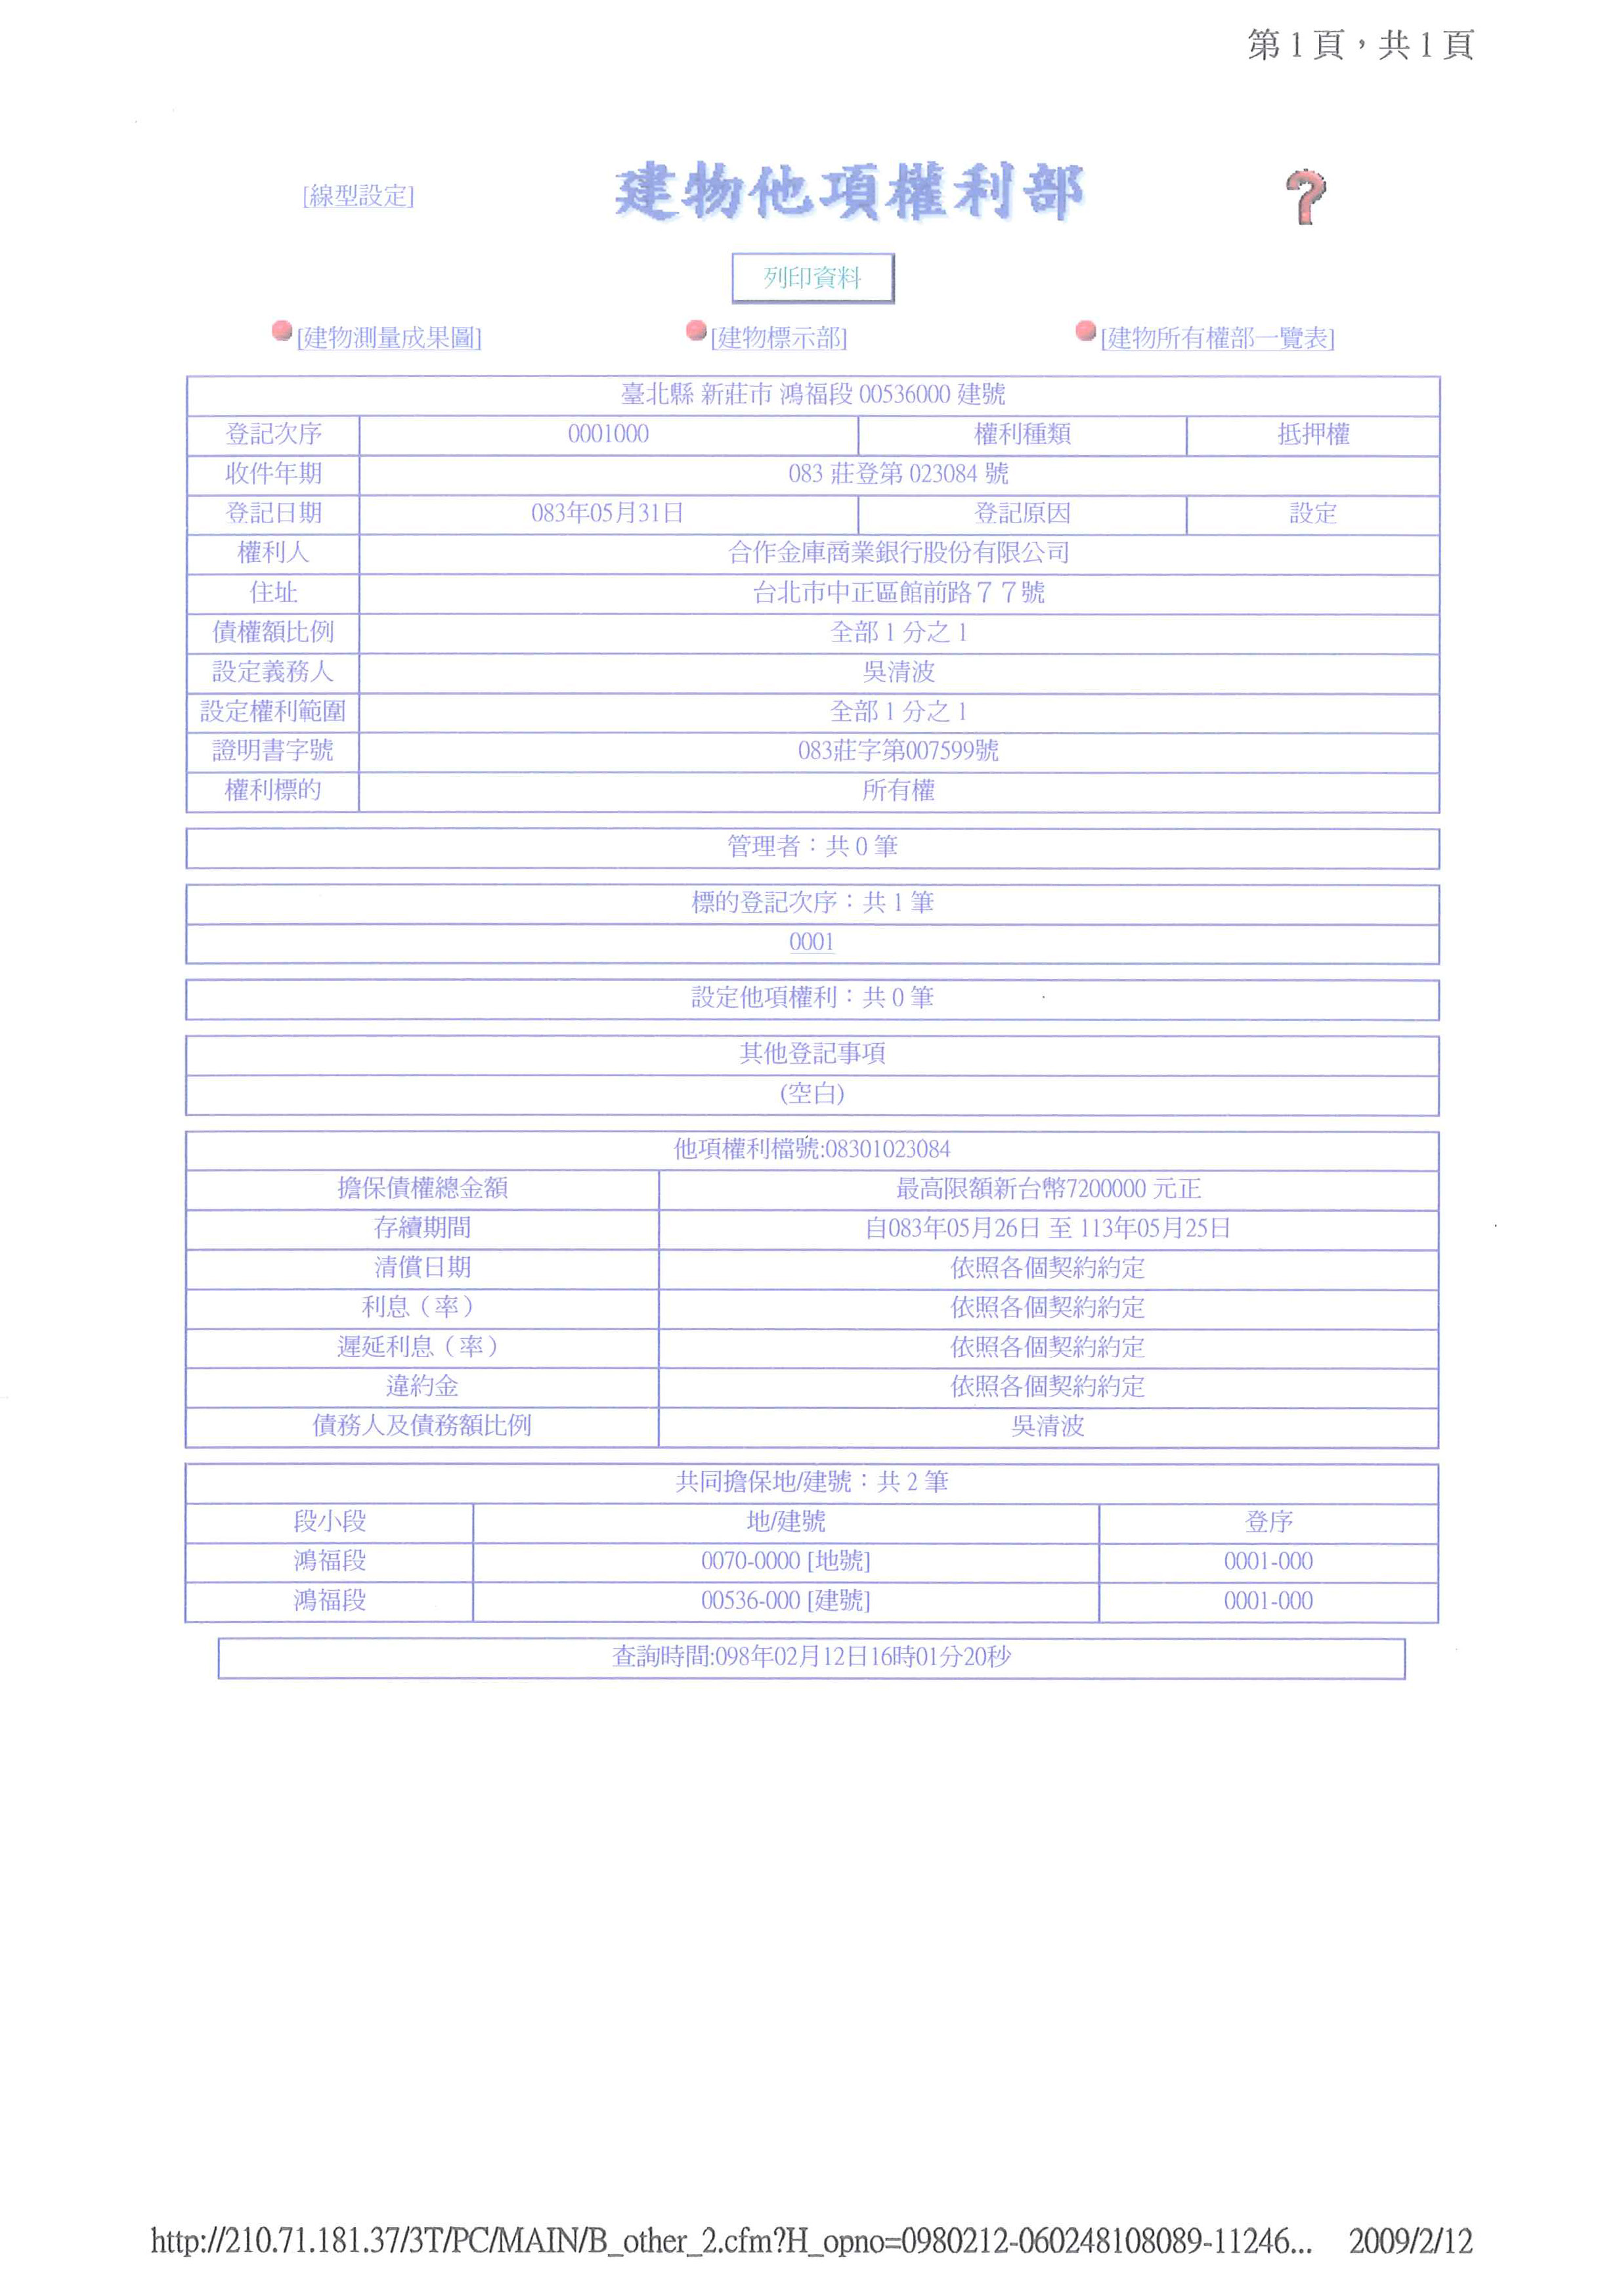 第1頁，共1頁
[線型設定] 建物他項權利部
列印資料
[建物測量成果圖] [建物標示部] [建物所有權部一覽表]
臺北縣 新莊市 鴻福段 00536000 建號
登記次序 0001000 權利種類 抵押權
收件年期 083 莊登第 023084 號
登記日期 083年05月31日 登記原因 設定
權利人 合作金庫商業銀行股份有限公司
住址 台北市中正區館前路７７號
債權額比例 全部 1 分之 1
設定義務人 吳清波
設定權利範圍 全部 1 分之 1
證明書字號 083莊字第007599號
權利標的 所有權
管理者：共 0 筆
標的登記次序：共 1 筆
0001
設定他項權利：共 0 筆
其他登記事項
(空白)
他項權利檔號:08301023084
擔保債權總金額 最高限額新台幣7200000 元正
存續期間 自083年05月26日 至 113年05月25日
清償日期 依照各個契約約定
利息（率） 依照各個契約約定
遲延利息（率） 依照各個契約約定
違約金 依照各個契約約定
債務人及債務額比例 吳清波
共同擔保地/建號：共 2 筆
段小段 地/建號 登序
鴻福段 0070-0000 [地號] 0001-000
鴻福段 00536-000 [建號] 0001-000
查詢時間:098年02月12日16時01分20秒
http://210.71.181.37/3T/PC/MAIN/B_other_2.cfm?H_opno=0980212-060248108089-11246... 2009/2/12